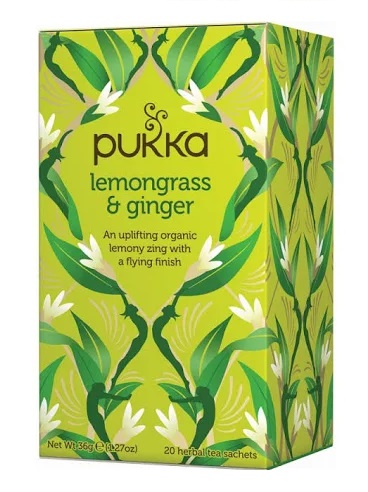 pukka
lemongrass
& ginger
An uplifting organic
lemony zing with
a flying finish
Net Wt 36g ℮ (1.27oz)
20 herbal tea sachets